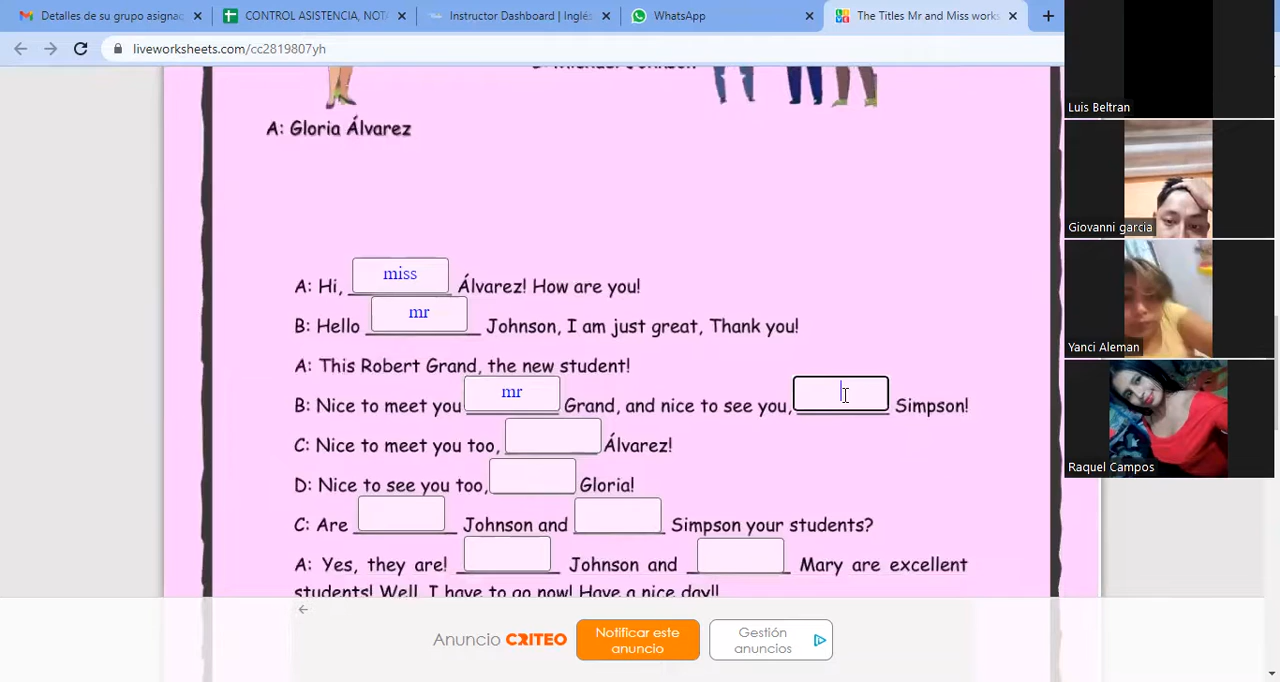 Detalles de su grupo asignad
CONTROL ASISTENCIA, NOTA
Instructor Dashboard | Inglés
WhatsApp
The Titles Mr and Miss works
liveworksheets.com/cc2819807yh
Luis Beltran
A: Gloria Álvarez
Giovanni garcia
A: Hi, miss Álvarez! How are you!
B: Hello mr Johnson, I am just great, Thank you!
Yanci Aleman
A: This Robert Grand, the new student!
B: Nice to meet you mr Grand, and nice to see you, Simpson!
C: Nice to meet you too, Álvarez!
Raquel Campos
D: Nice to see you too, Gloria!
C: Are Johnson and Simpson your students?
A: Yes, they are! Johnson and Mary are excellent
students! Well, I have to go now! Have a nice day!!
Anuncio CRITEO
Notificar este
anuncio
Gestión
anuncios